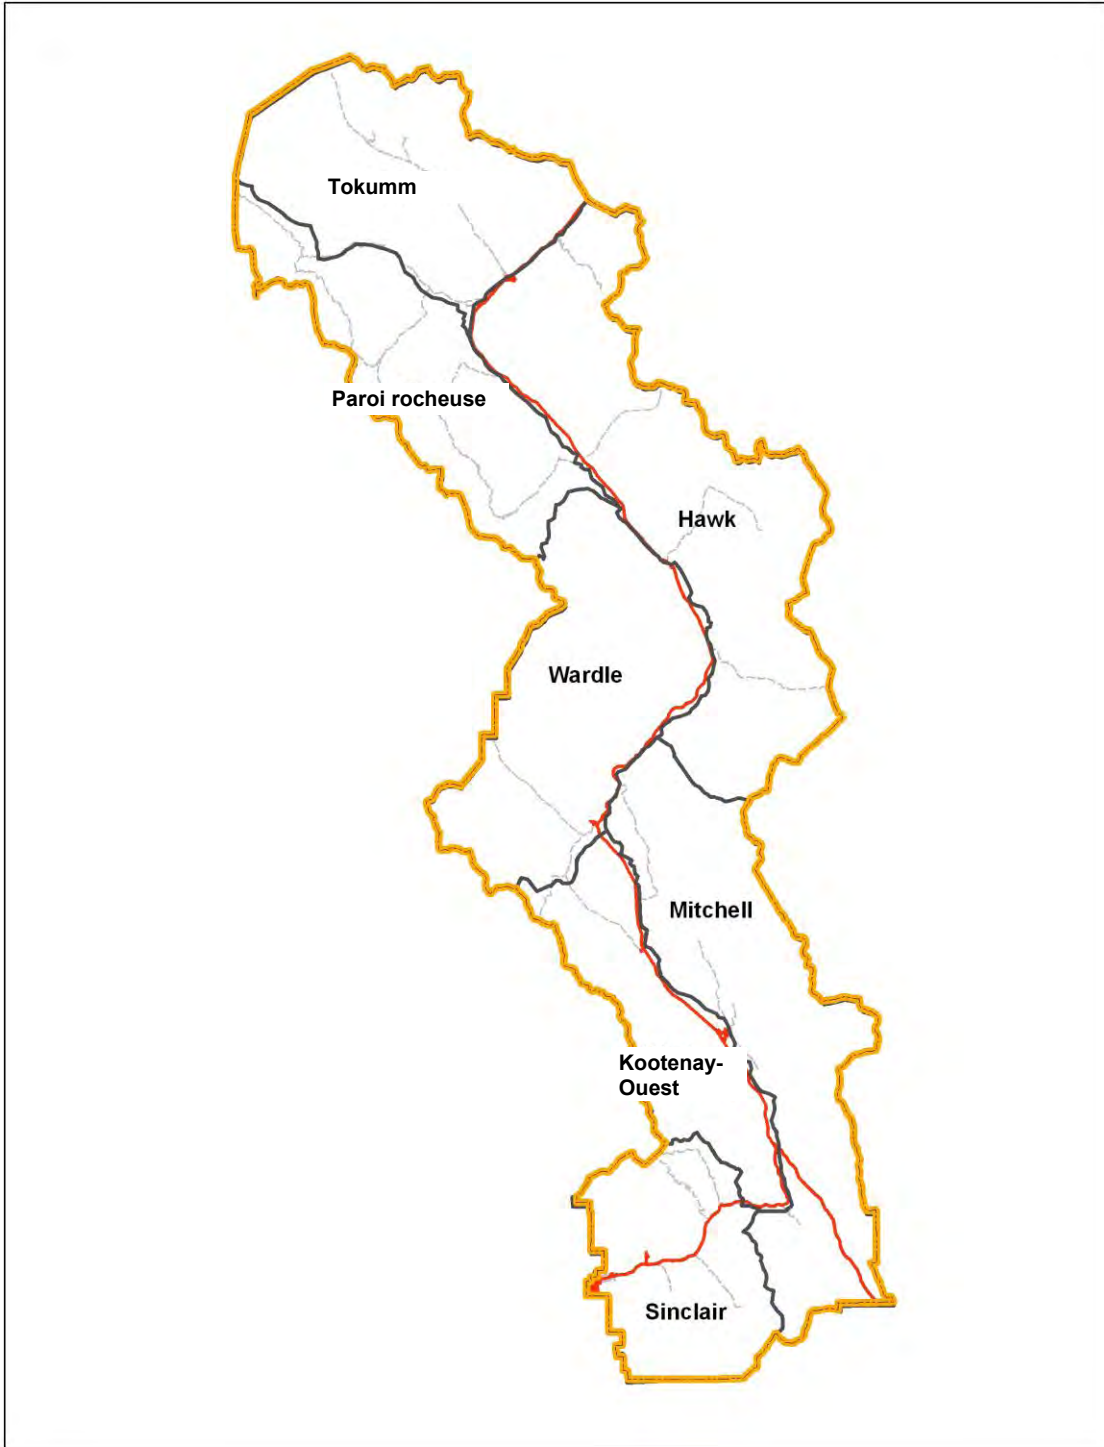 Tokumm
Paroi rocheuse
Hawk
Wardle
Mitchell
Kootenay-
Ouest
Sinclair